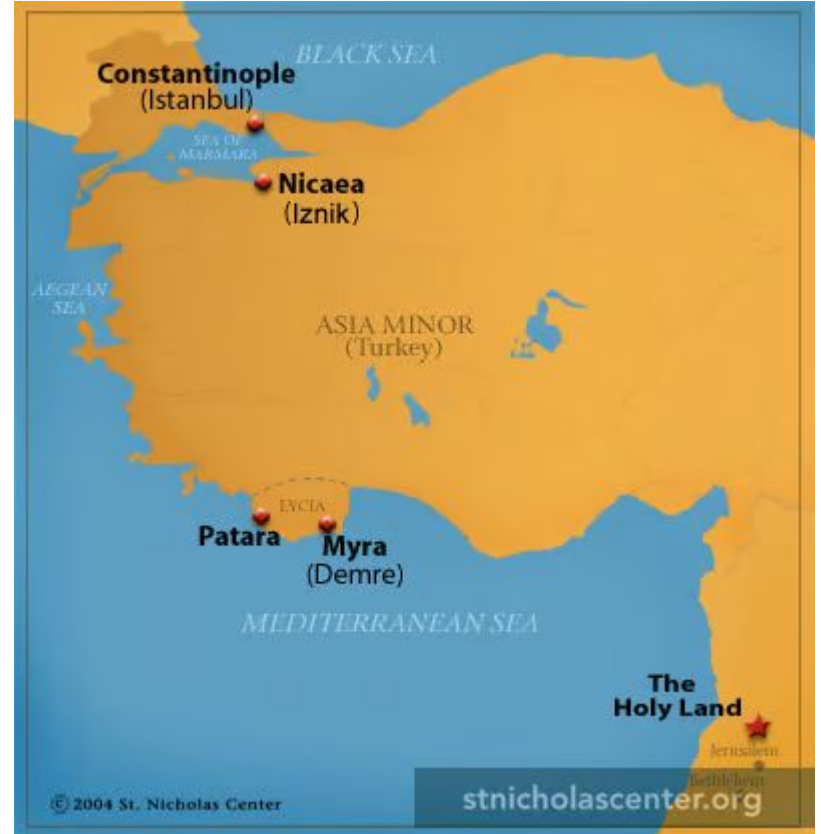 BLACK SEA
Constantinople
(Istanbul)
SEA OF
MARMARA
Nicaea
(Iznik)
AEGEAN
SEA
ASIA MINOR
(Turkey)
LYCIA
Patara
Myra
(Demre)
MEDITERRANEAN SEA
The
Holy Land
Jerusalem
Bethlehem
© 2004 St. Nicholas Center
stnicholascenter.org